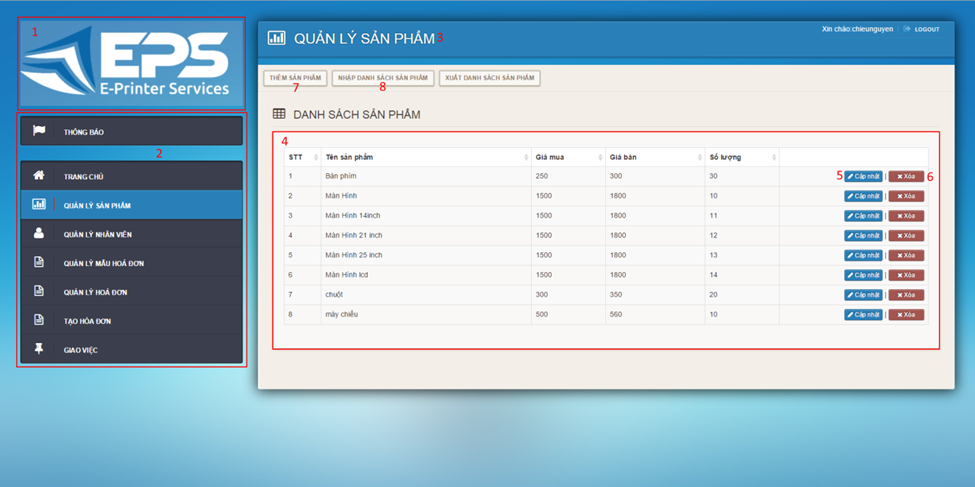 1
EPS
E-Printer Services
2
THÔNG BÁO
TRANG CHỦ
QUẢN LÝ SẢN PHẨM
QUẢN LÝ NHÂN VIÊN
QUẢN LÝ MẪU HOÁ ĐƠN
QUẢN LÝ HOÁ ĐƠN
TẠO HÓA ĐƠN
GIAO VIỆC
QUẢN LÝ SẢN PHẨM 3
Xin chào:chieunguyen LOGOUT
THÊM SẢN PHẨM NHẬP DANH SÁCH SẢN PHẨM XUẤT DANH SÁCH SẢN PHẨM
7 8
DANH SÁCH SẢN PHẨM
4
STT Tên sản phẩm Giá mua Giá bán Số lượng
1 Bàn phím 250 300 30 5 Cập nhật | Xóa 6
2 Màn Hình 1500 1800 10 Cập nhật | Xóa
3 Màn Hình 14inch 1500 1800 11 Cập nhật | Xóa
4 Màn Hình 21 inch 1500 1800 12 Cập nhật | Xóa
5 Màn Hình 25 inch 1500 1800 13 Cập nhật | Xóa
6 Màn Hình lcd 1500 1800 14 Cập nhật | Xóa
7 chuột 300 350 20 Cập nhật | Xóa
8 máy chiếu 500 560 10 Cập nhật | Xóa